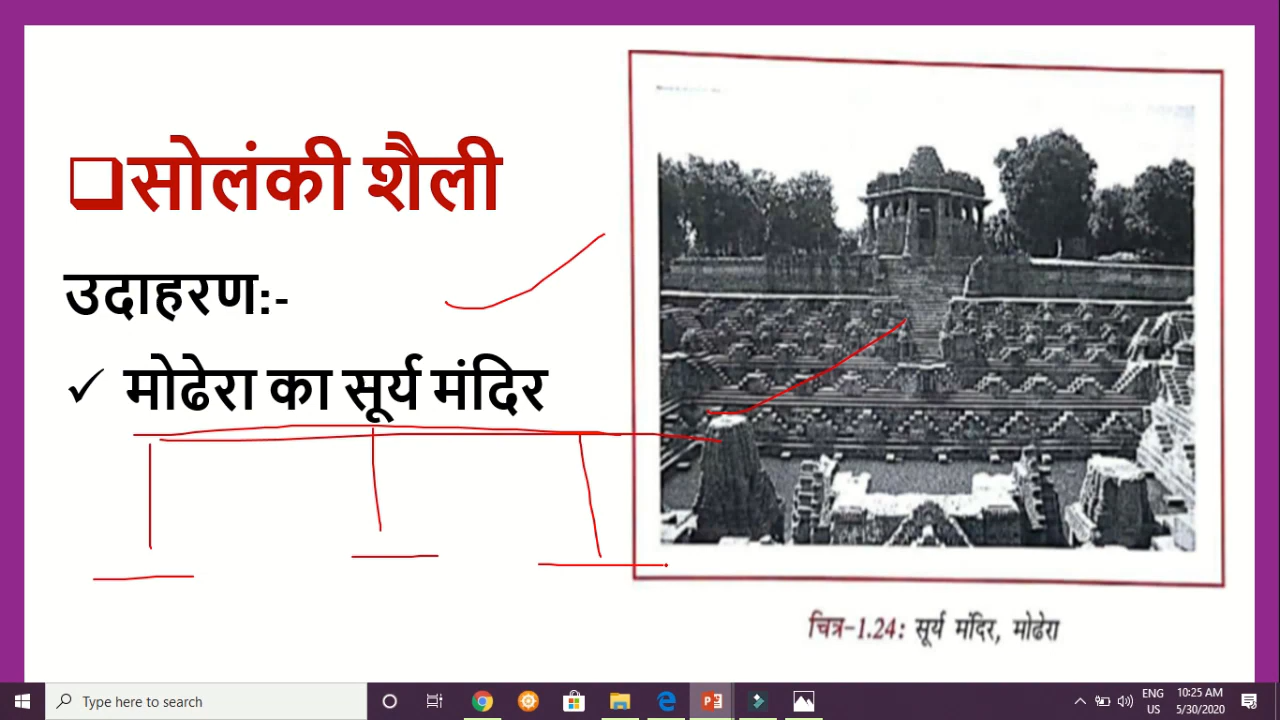 सोलंकी शैली
उदाहरण:-
✓ मोढेरा का सूर्य मंदिर
चित्र-1.24: सूर्य मंदिर, मोढेरा
Type here to search
ENG
US
10:25 AM
5/30/2020